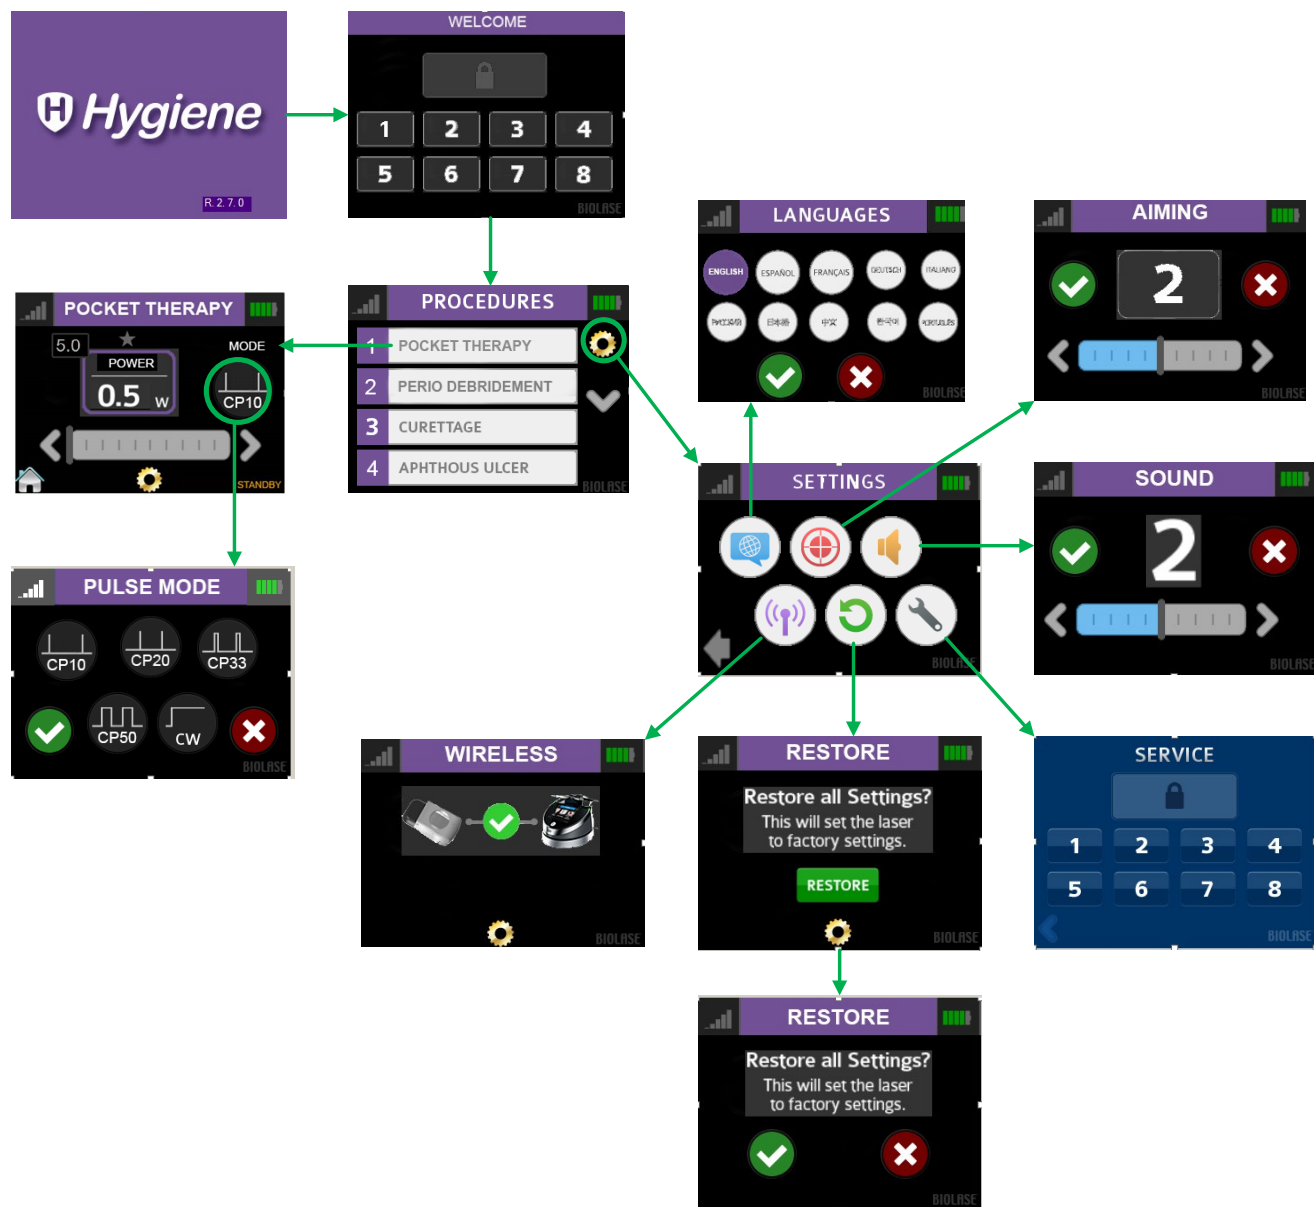 Hygiene
R. 2. 7. 0
WELCOME
1 2 3 4
5 6 7 8
BIOLASE
PROCEDURES
1 POCKET THERAPY
2 PERIO DEBRIDEMENT
3 CURETTAGE
4 APHTHOUS ULCER
BIOLASE
POCKET THERAPY
5.0
MODE
POWER
0.5 W
CP10
STANDBY
PULSE MODE
CP10 CP20 CP33
CP50 CW
BIOLASE
LANGUAGES
ENGLISH ESPAÑOL FRANÇAIS DEUTSCH ITALIANO
РУССКИЙ 日本語 中文 한국어 PORTUGUÊS
BIOLASE
AIMING
2
BIOLASE
SETTINGS
BIOLASE
SOUND
2
BIOLASE
WIRELESS
BIOLASE
RESTORE
Restore all Settings?
This will set the laser
to factory settings.
RESTORE
BIOLASE
SERVICE
1 2 3 4
5 6 7 8
BIOLASE
RESTORE
Restore all Settings?
This will set the laser
to factory settings.
BIOLASE